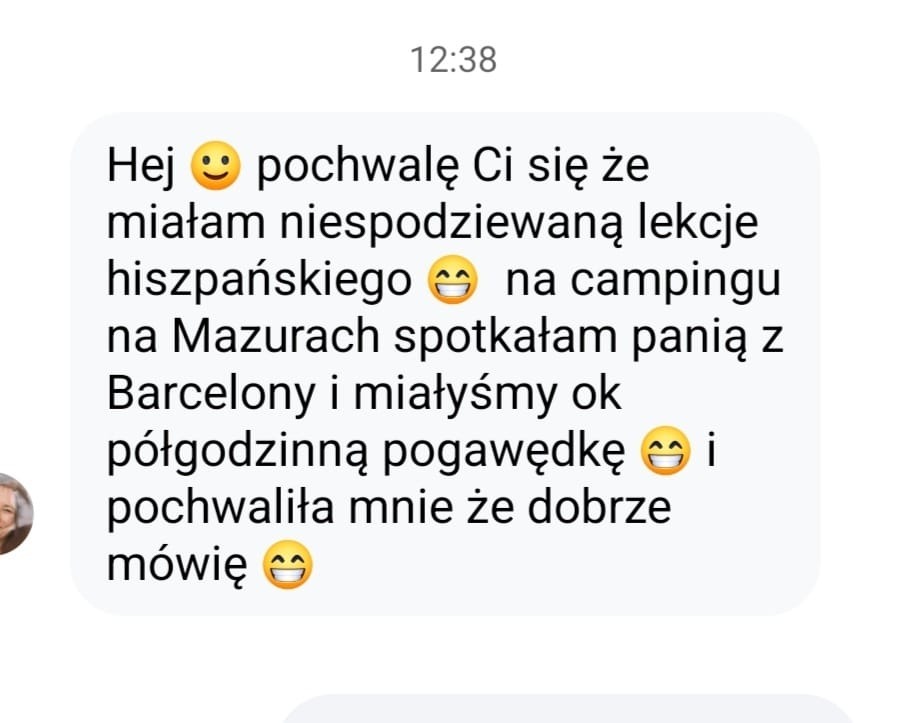 12:38
Hej 🙂 pochwalę Ci się że
miałam niespodziewaną lekcje
hiszpańskiego 😁 na campingu
na Mazurach spotkałam panią z
Barcelony i miałyśmy ok
półgodzinną pogawędkę 😁 i
pochwaliła mnie że dobrze
mówię 😁